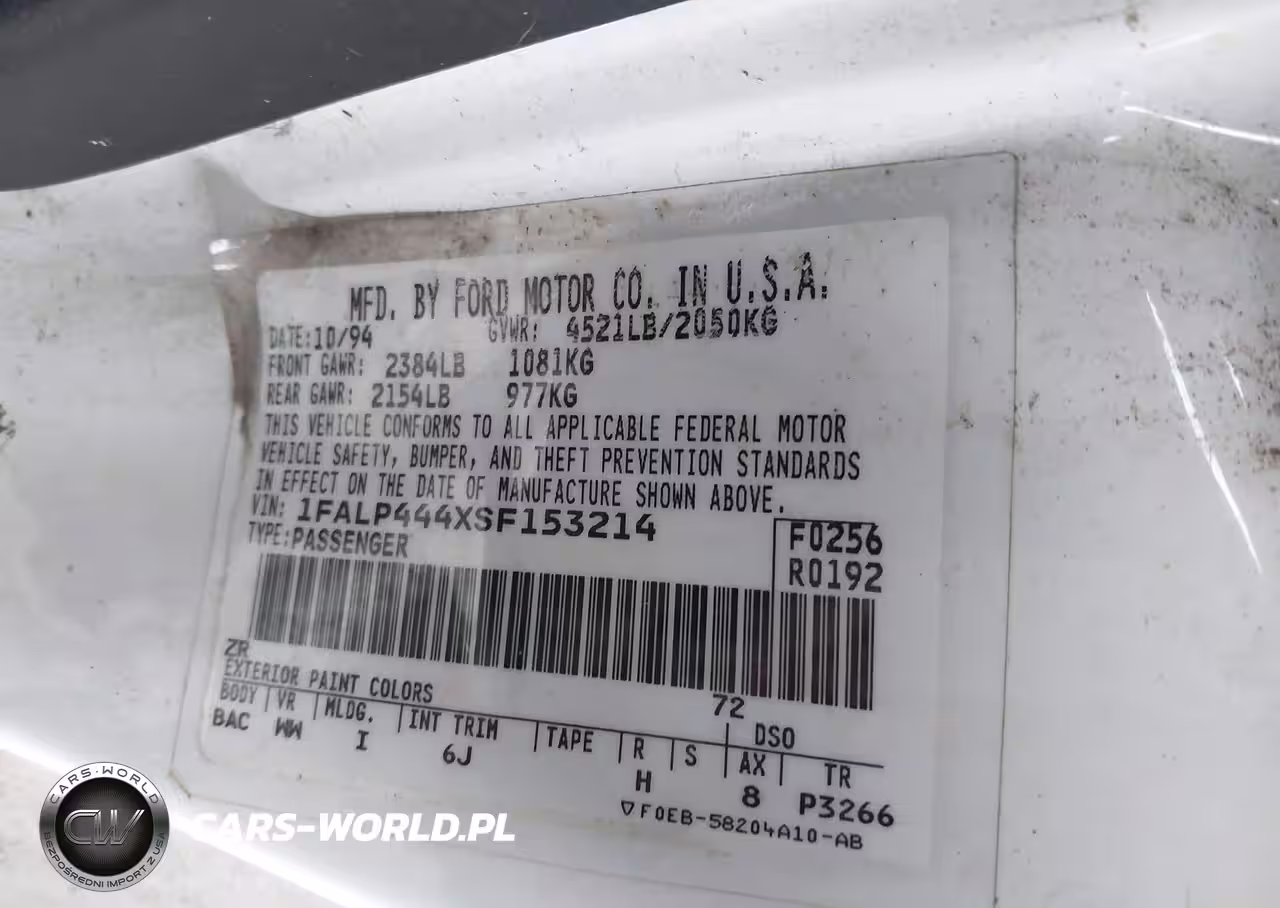 MFD. BY FORD MOTOR CO. IN U.S.A.
DATE:10/94 GVWR: 4521LB/2050KG
FRONT GAWR: 2384LB 1081KG
REAR GAWR: 2154LB 977KG
THIS VEHICLE CONFORMS TO ALL APPLICABLE FEDERAL MOTOR
VEHICLE SAFETY, BUMPER, AND THEFT PREVENTION STANDARDS
IN EFFECT ON THE DATE OF MANUFACTURE SHOWN ABOVE.
VIN: 1FALP444XSF153214
TYPE:PASSENGER
F0256
R0192
ZR
EXTERIOR PAINT COLORS
72
DSO
BODY VR MLDG. INT TRIM TAPE R S AX TR
BAC WW I 6J H 8 P3266
▽F0EB-58204A10-AB
CARS-WORLD
CW
BEZPOŚREDNI IMPORT Z USA
CARS-WORLD.PL